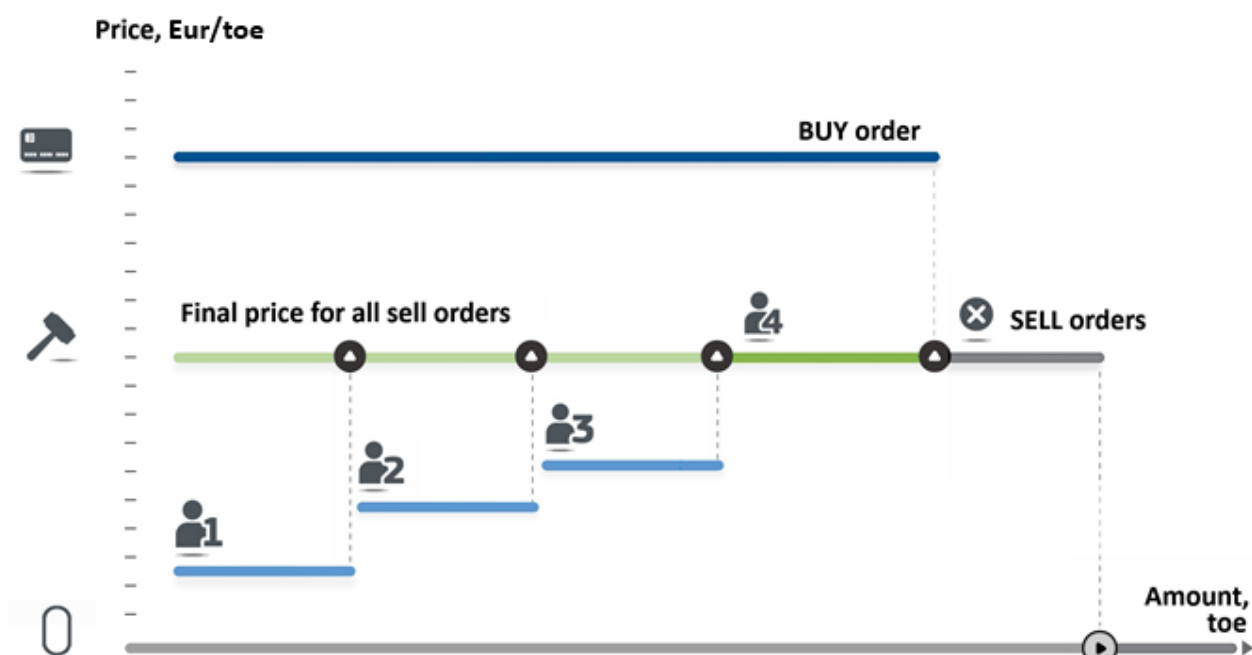 Price, Eur/toe
BUY order
Final price for all sell orders
4
SELL orders
3
2
1
Amount,
toe
0